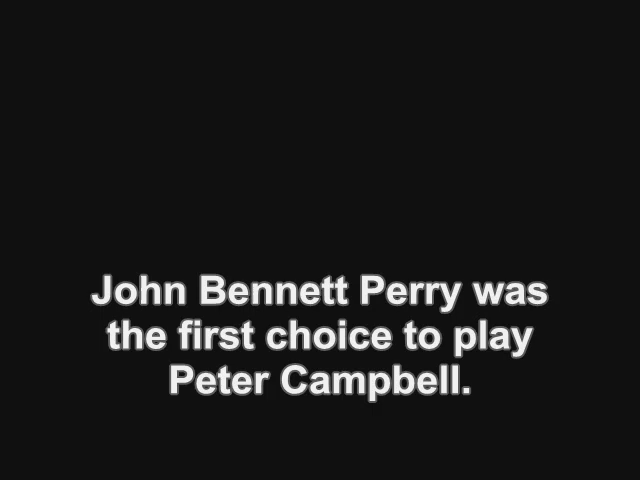 John Bennett Perry was
the first choice to play
Peter Campbell.